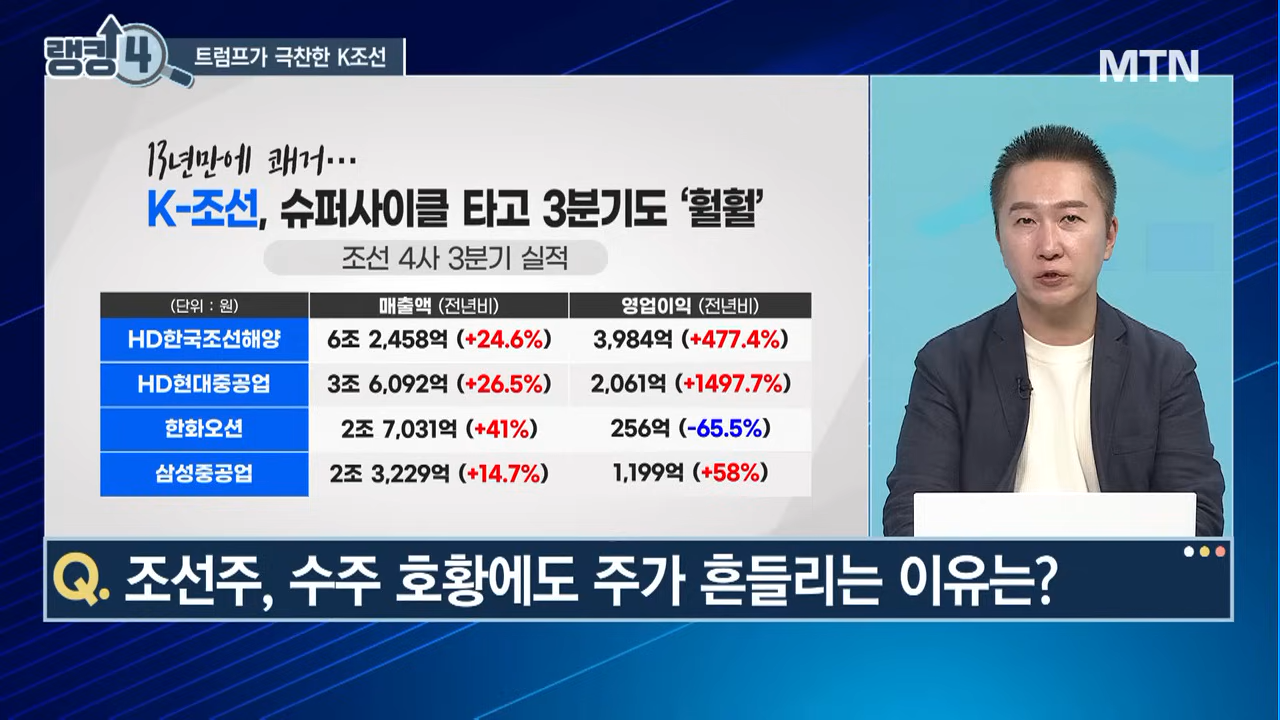 랭킹4
트럼프가 극찬한 K조선
MTN
13년만에 쾌거…
K-조선, 슈퍼사이클 타고 3분기도 ‘훨훨’
조선 4사 3분기 실적
(단위 : 원) 매출액 (전년비) 영업이익 (전년비)
HD한국조선해양 6조 2,458억 (+24.6%) 3,984억 (+477.4%)
HD현대중공업 3조 6,092억 (+26.5%) 2,061억 (+1497.7%)
한화오션 2조 7,031억 (+41%) 256억 (-65.5%)
삼성중공업 2조 3,229억 (+14.7%) 1,199억 (+58%)
Q. 조선주, 수주 호황에도 주가 흔들리는 이유는?